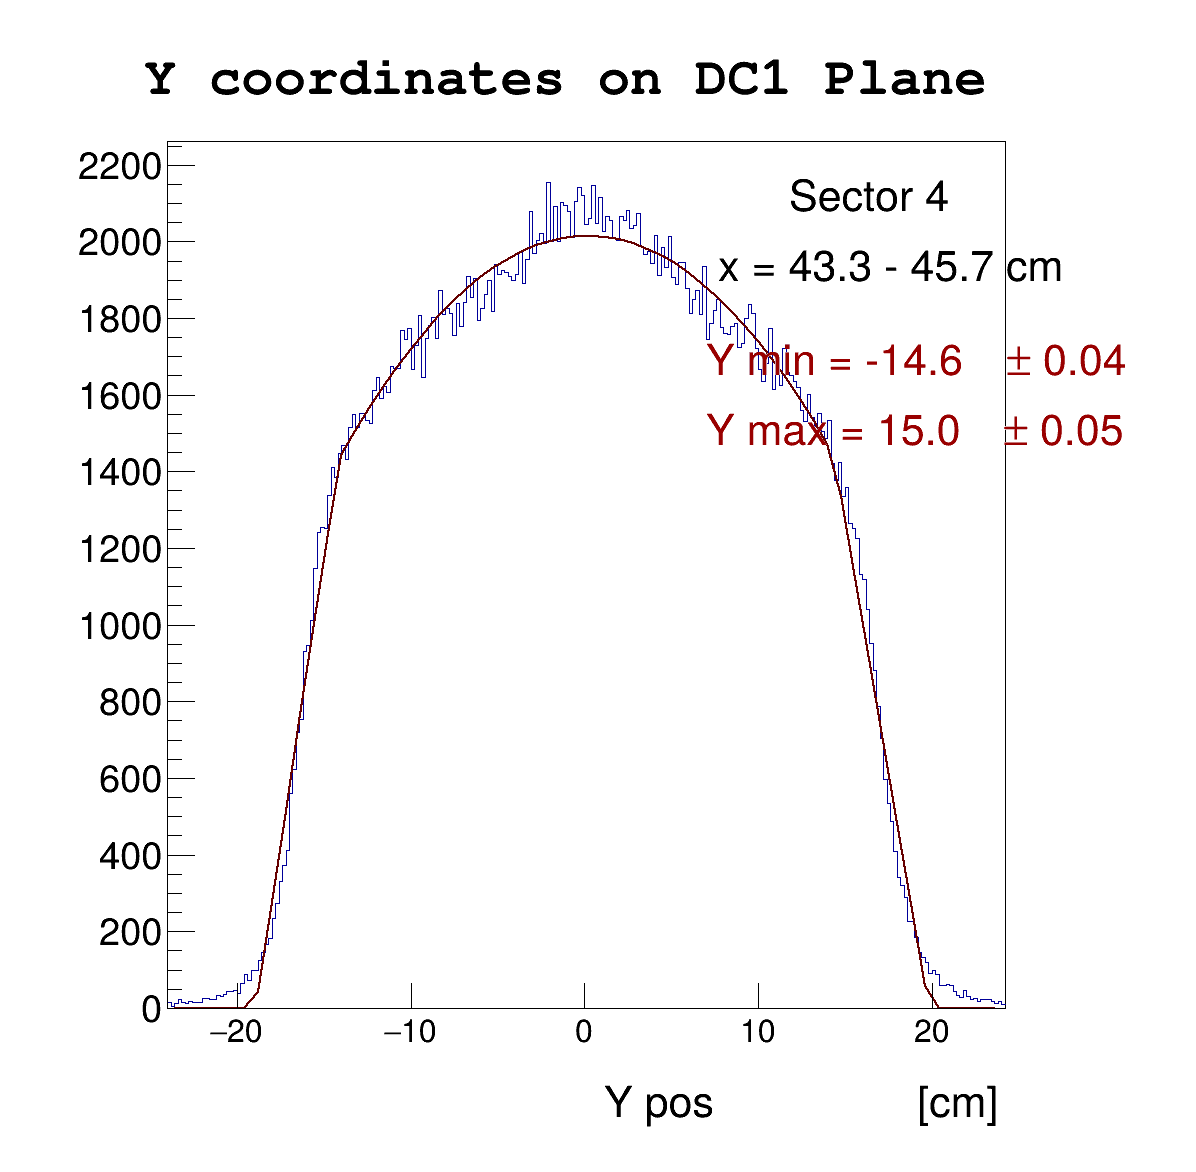 Y coordinates on DC1 Plane
Sector 4
x = 43.3 - 45.7 cm
Y min = -14.6 ± 0.04
Y max = 15.0 ± 0.05
2200
2000
1800
1600
1400
1200
1000
800
600
400
200
0
−20 −10 0 10 20
Y pos [cm]